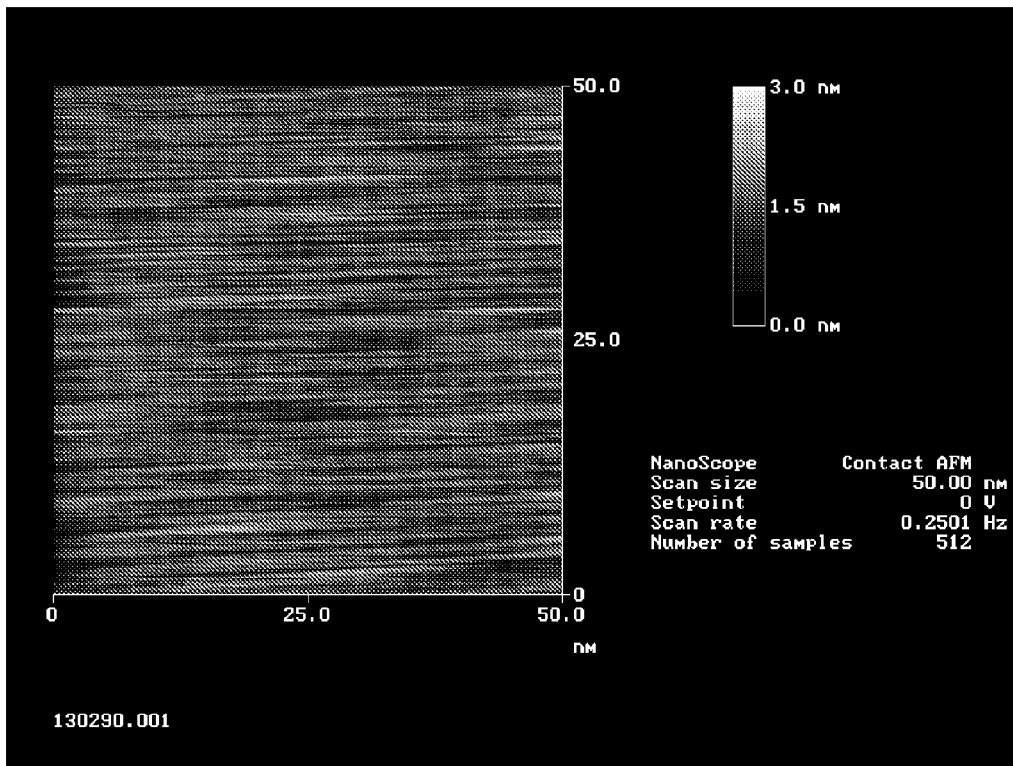 50.0
3.0 nm
1.5 nm
0.0 nm
25.0
NanoScope Contact AFM
Scan size 50.00 nm
Setpoint 0 V
Scan rate 0.2501 Hz
Number of samples 512
0
0 25.0 50.0
nm
130290.001